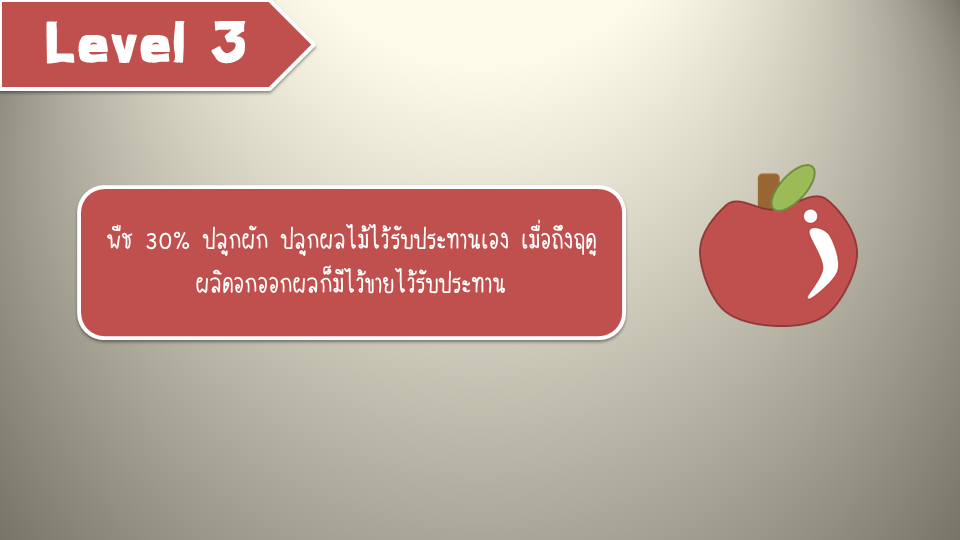 Level 3
พืช 30% ปลูกผัก ปลูกผลไม้ไว้รับประทานเอง เมื่อถึงฤดู
ผลิดอกออกผลก็มีไว้ขายไว้รับประทาน